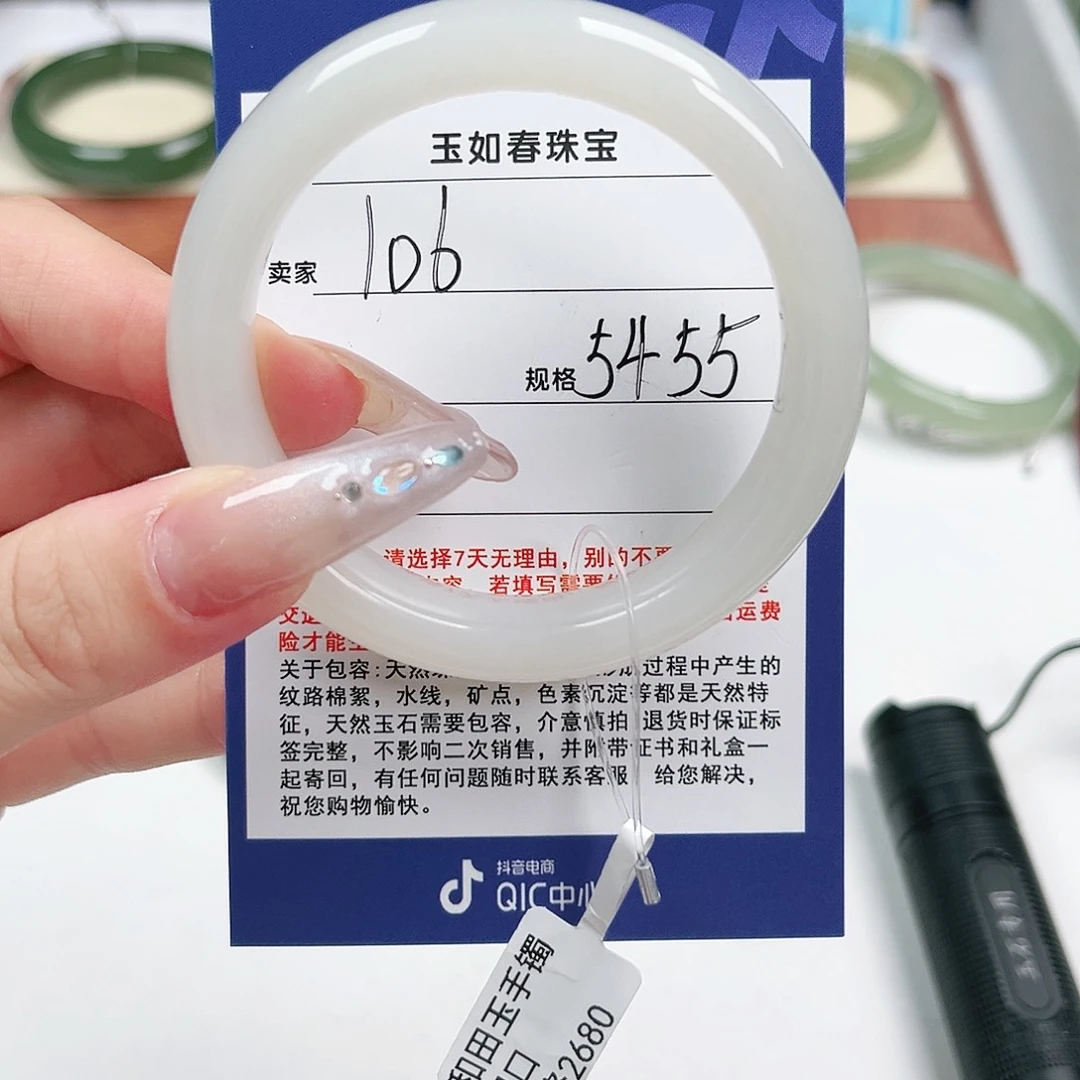 玉如春珠宝
卖家 106
规格 5455
请选择7天无理由，别的不要
若填写需要
运费
险才能
关于包容：天然 过程中产生的
纹路棉絮，水线，矿点，色素沉淀等都是天然特
征，天然玉石需要包容，介意慎拍 退货时保证标
签完整，不影响二次销售，并附带证书和礼盒一
起寄回，有任何问题随时联系客服 给您解决，
祝您购物愉快。
抖音电商
QIC中心
和田玉手镯
口
2680